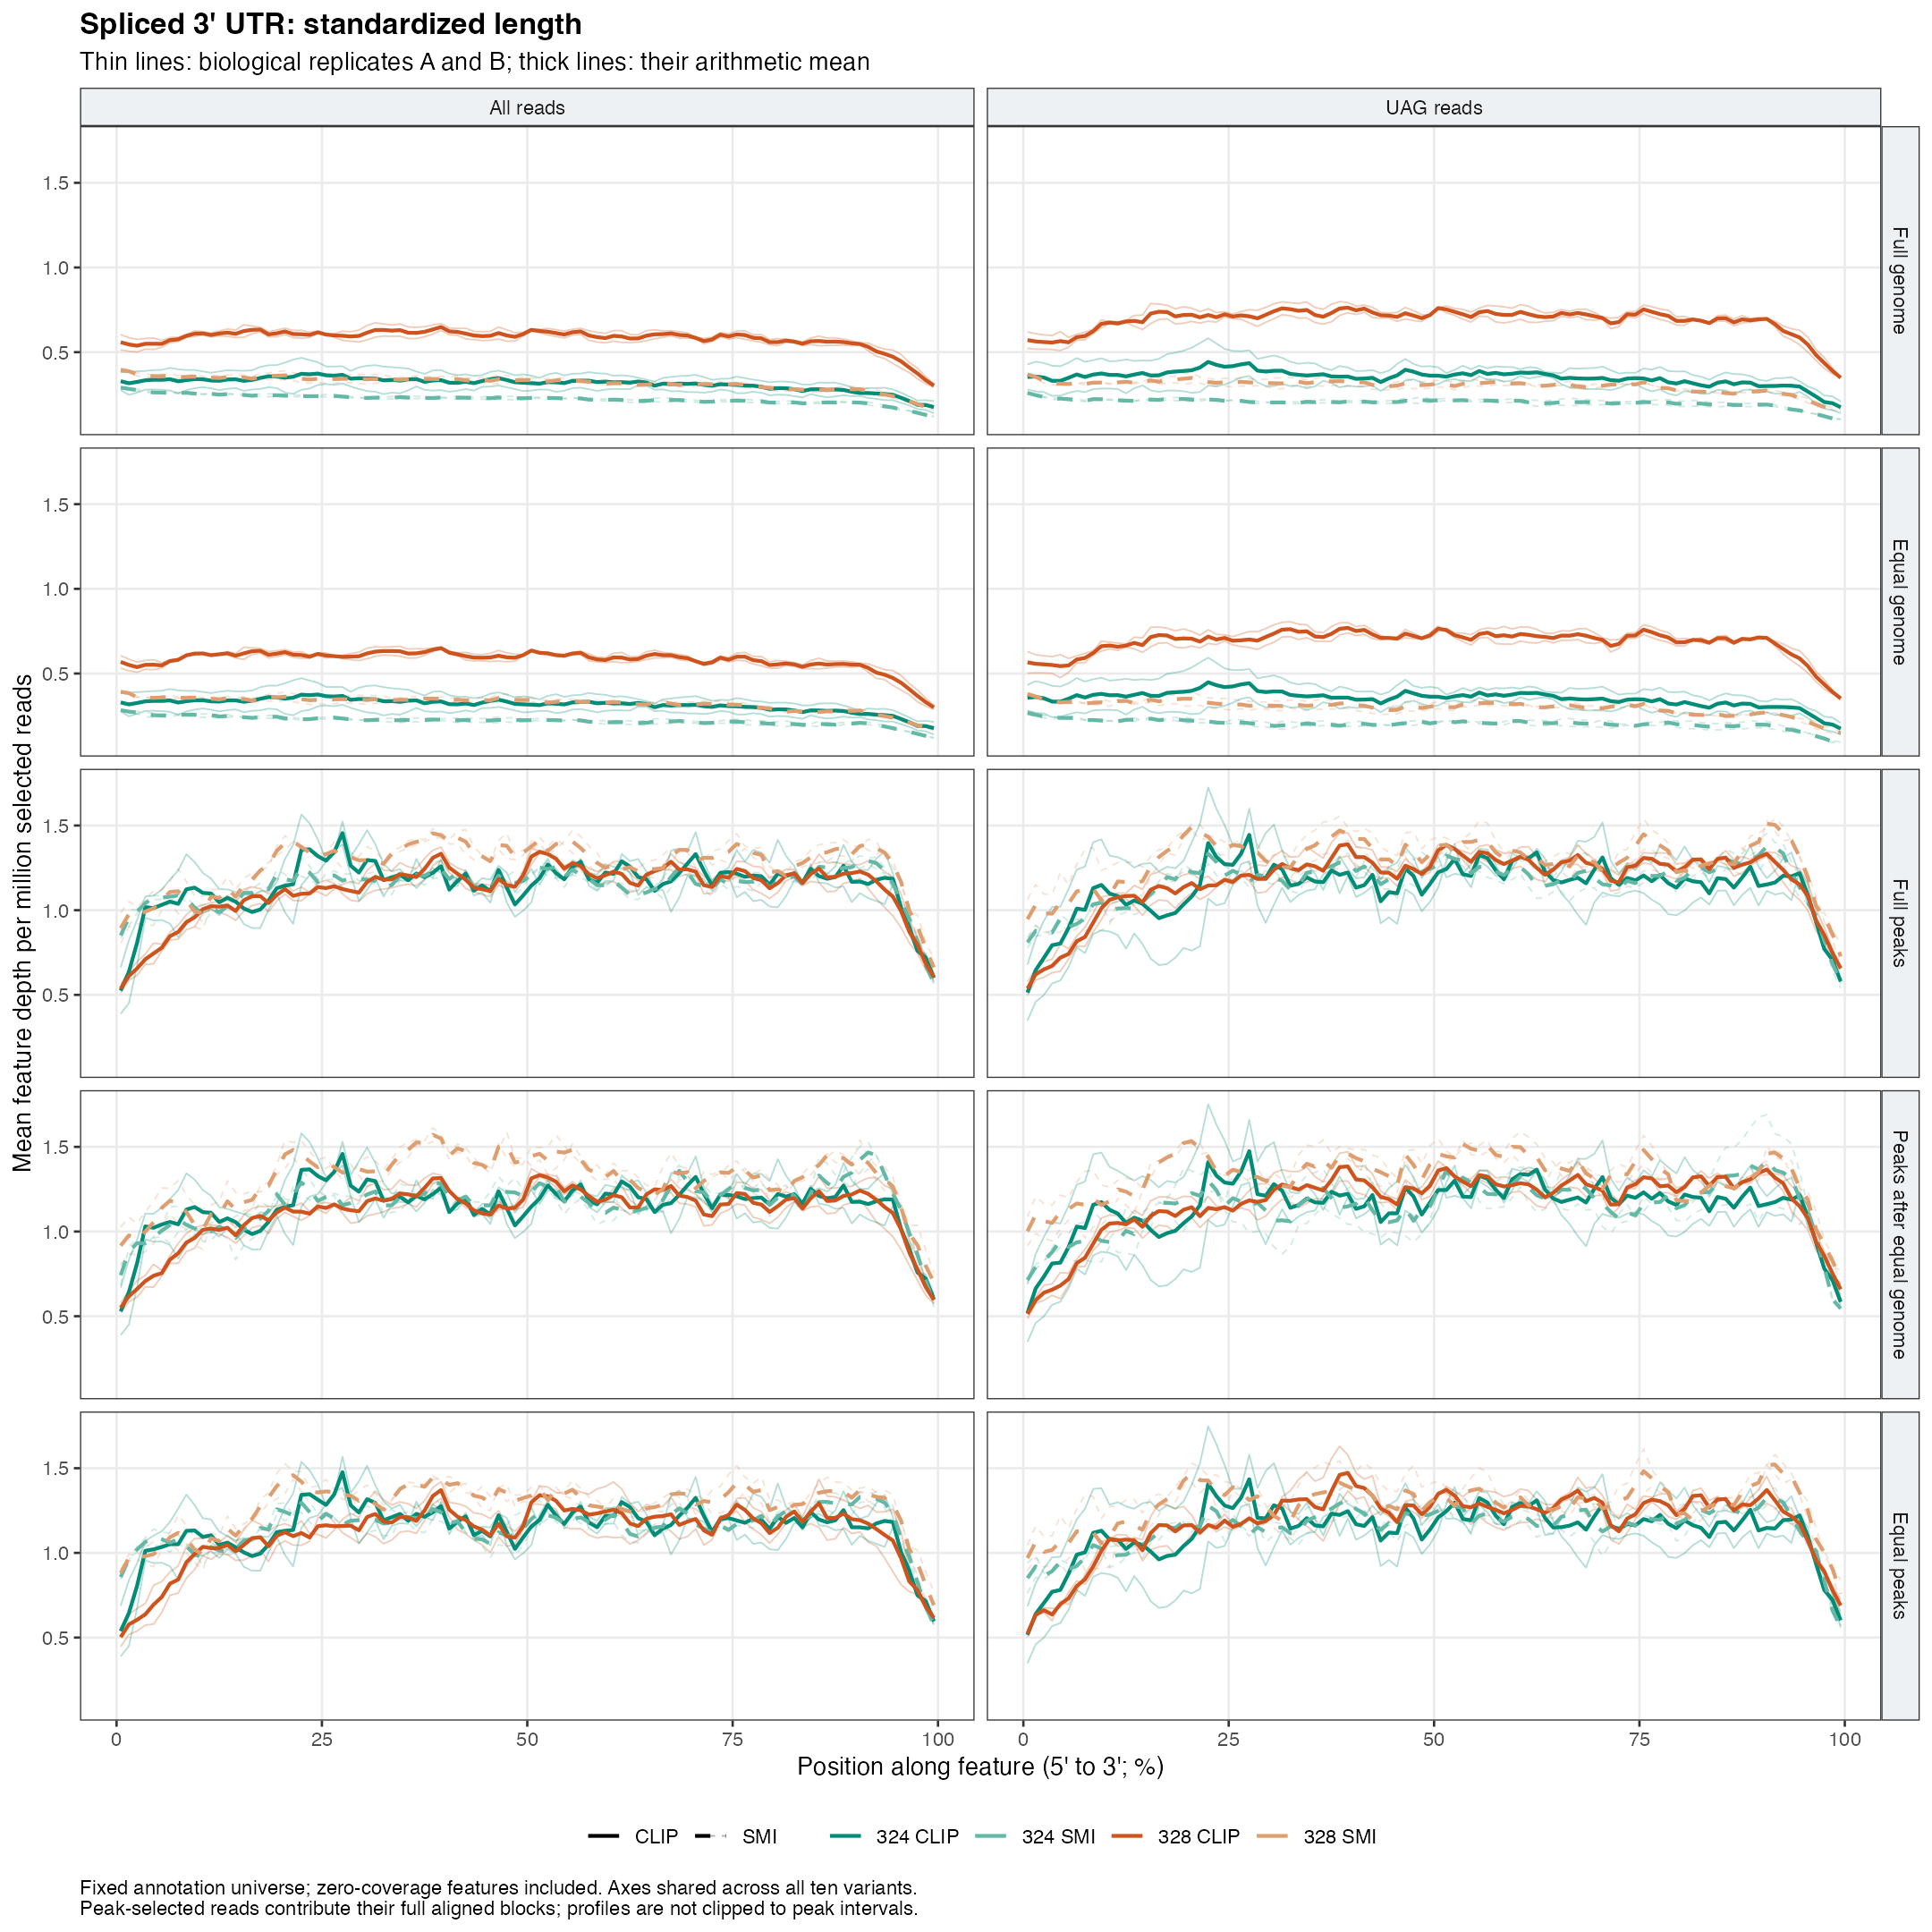 Spliced 3' UTR: standardized length
Thin lines: biological replicates A and B; thick lines: their arithmetic mean
All reads
UAG reads
1.5
1.0
0.5
Full genome
1.5
1.0
0.5
Equal genome
Mean feature depth per million selected reads
1.5
1.0
0.5
Full peaks
1.5
1.0
0.5
Peaks after equal genome
1.5
1.0
0.5
Equal peaks
0 25 50 75 100
0 25 50 75 100
Position along feature (5' to 3'; %)
CLIP SMI 324 CLIP 324 SMI 328 CLIP 328 SMI
Fixed annotation universe; zero-coverage features included. Axes shared across all ten variants.
Peak-selected reads contribute their full aligned blocks; profiles are not clipped to peak intervals.